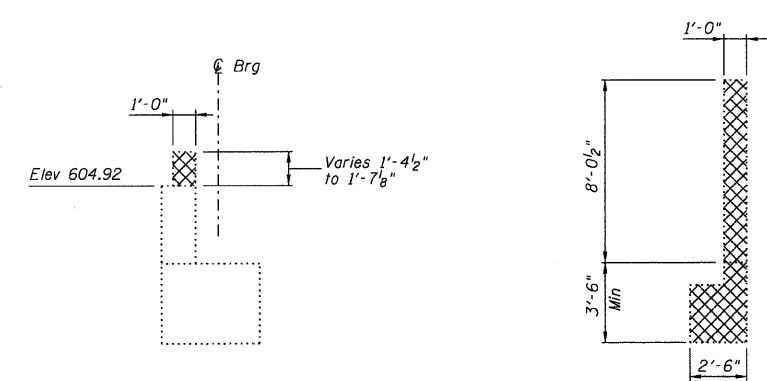 ℄ Brg
1'-0"
Elev 604.92
Varies 1'-4½"
to 1'-7⅛"
1'-0"
8'-0½"
3'-6"
Min
2'-6"